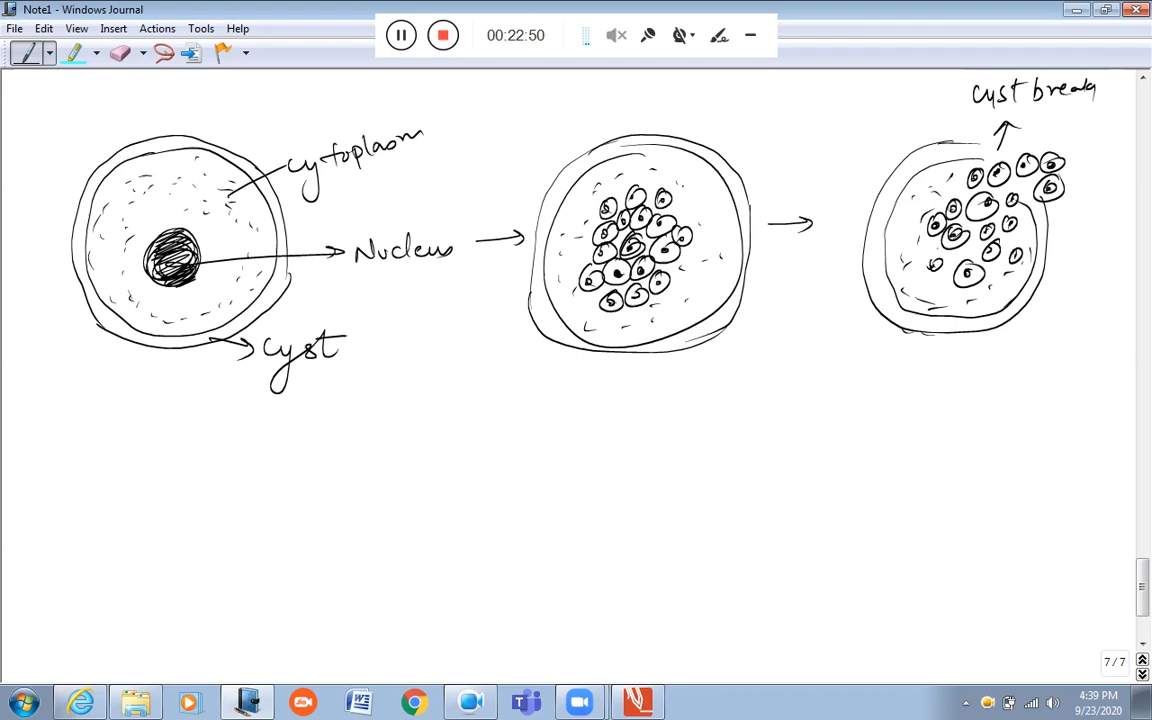 Note1 - Windows Journal
File Edit View Insert Actions Tools Help
00:22:50
cyst breaks
cytoplasm
Nucleus
cyst
7 / 7
4:39 PM
9/23/2020